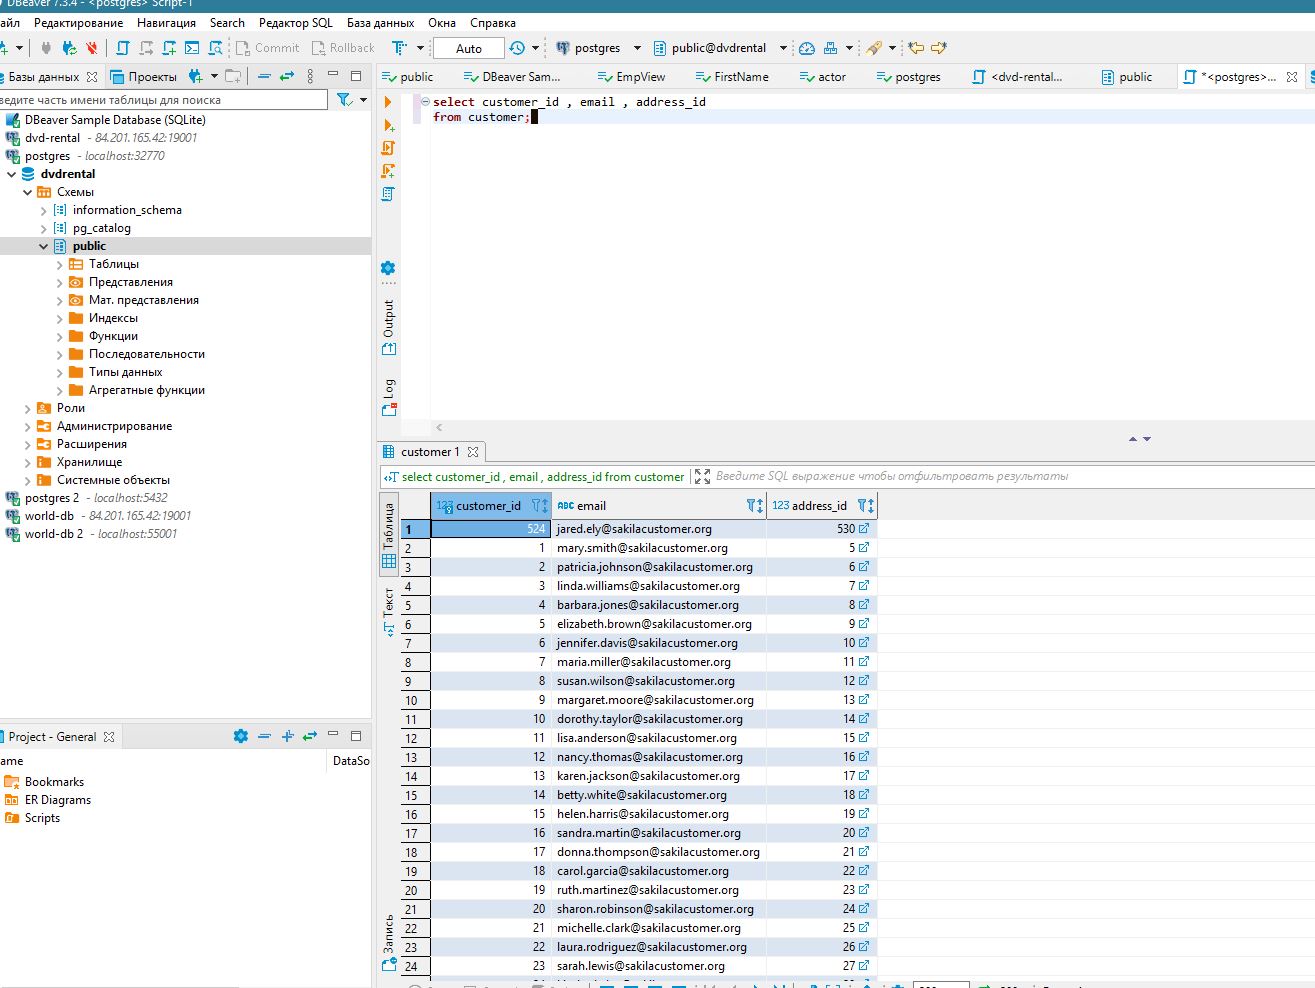 DBeaver 7.3.4 - <postgres> Script-1
айл Редактирование Навигация Search Редактор SQL База данных Окна Справка
Commit Rollback Auto postgres public@dvdrental
Базы данных Проекты
ведите часть имени таблицы для поиска
DBeaver Sample Database (SQLite)
dvd-rental - 84.201.165.42:19001
postgres - localhost:32770
dvdrental
Схемы
information_schema
pg_catalog
public
Таблицы
Представления
Мат. представления
Индексы
Функции
Последовательности
Типы данных
Агрегатные функции
Роли
Администрирование
Расширения
Хранилище
Системные объекты
postgres 2 - localhost:5432
world-db - 84.201.165.42:19001
world-db 2 - localhost:55001
Project - General
ame DataSo
Bookmarks
ER Diagrams
Scripts
public DBeaver Sam... EmpView FirstName actor postgres <dvd-rental... public *<postgres>...
select customer_id , email , address_id
from customer;
Output
Log
customer 1
select customer_id , email , address_id from customer Введите SQL выражение чтобы отфильтровать результаты
Таблица
Текст
Запись
123 customer_id ABC email 123 address_id
1 524 jared.ely@sakilacustomer.org 530
2 1 mary.smith@sakilacustomer.org 5
3 2 patricia.johnson@sakilacustomer.org 6
4 3 linda.williams@sakilacustomer.org 7
5 4 barbara.jones@sakilacustomer.org 8
6 5 elizabeth.brown@sakilacustomer.org 9
7 6 jennifer.davis@sakilacustomer.org 10
8 7 maria.miller@sakilacustomer.org 11
9 8 susan.wilson@sakilacustomer.org 12
10 9 margaret.moore@sakilacustomer.org 13
11 10 dorothy.taylor@sakilacustomer.org 14
12 11 lisa.anderson@sakilacustomer.org 15
13 12 nancy.thomas@sakilacustomer.org 16
14 13 karen.jackson@sakilacustomer.org 17
15 14 betty.white@sakilacustomer.org 18
16 15 helen.harris@sakilacustomer.org 19
17 16 sandra.martin@sakilacustomer.org 20
18 17 donna.thompson@sakilacustomer.org 21
19 18 carol.garcia@sakilacustomer.org 22
20 19 ruth.martinez@sakilacustomer.org 23
21 20 sharon.robinson@sakilacustomer.org 24
22 21 michelle.clark@sakilacustomer.org 25
23 22 laura.rodriguez@sakilacustomer.org 26
24 23 sarah.lewis@sakilacustomer.org 27